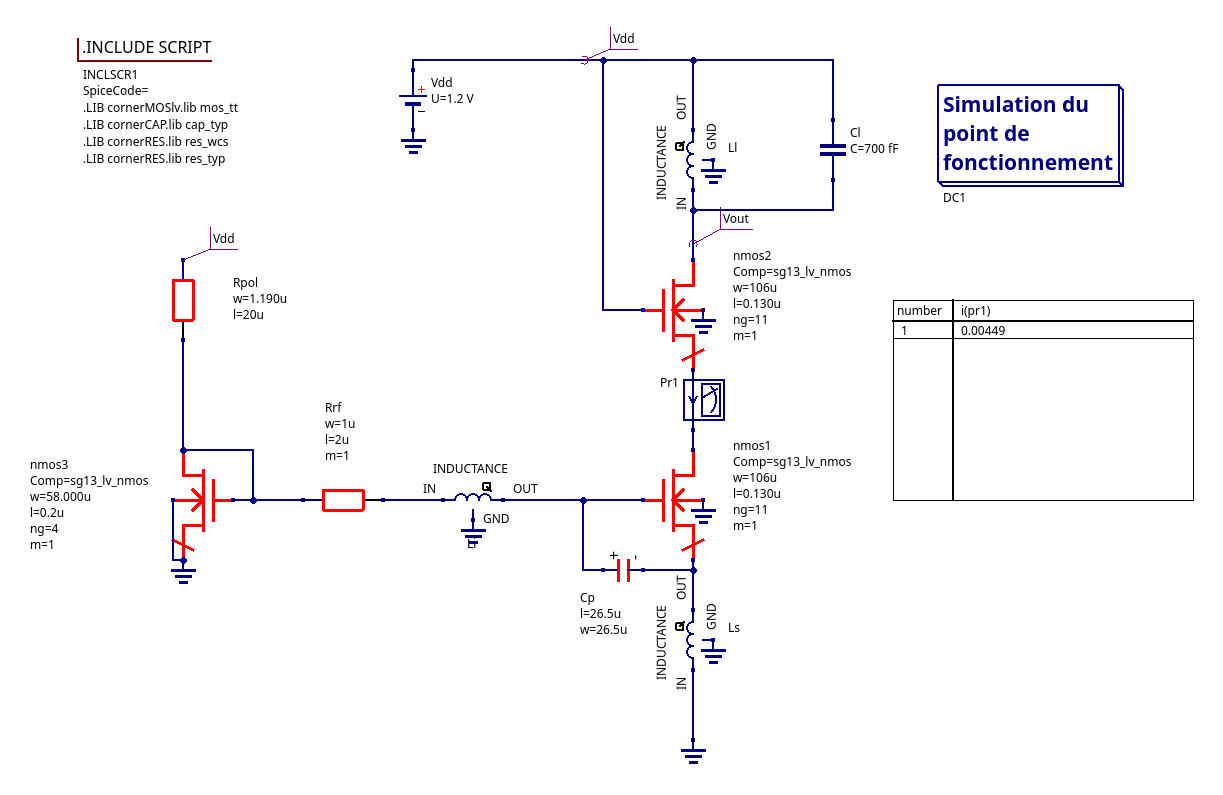 .INCLUDE SCRIPT
INCLSCR1
SpiceCode=
.LIB cornerMOSlv.lib mos_tt
.LIB cornerCAP.lib cap_typ
.LIB cornerRES.lib res_wcs
.LIB cornerRES.lib res_typ
Vdd
Vdd
U=1.2 V
+
−
OUT
INDUCTANCE
GND
Ll
IN
Cl
C=700 fF
Simulation du
point de
fonctionnement
DC1
Vout
Vdd
Rpol
w=1.190u
l=20u
nmos2
Comp=sg13_lv_nmos
w=106u
l=0.130u
ng=11
m=1
number i(pr1)
1 0.00449
Pr1
Rrf
w=1u
l=2u
m=1
nmos3
Comp=sg13_lv_nmos
w=58.000u
l=0.2u
ng=4
m=1
INDUCTANCE
IN
OUT
GND
nmos1
Comp=sg13_lv_nmos
w=106u
l=0.130u
ng=11
m=1
+ -
Cp
l=26.5u
w=26.5u
OUT
INDUCTANCE
GND
Ls
IN